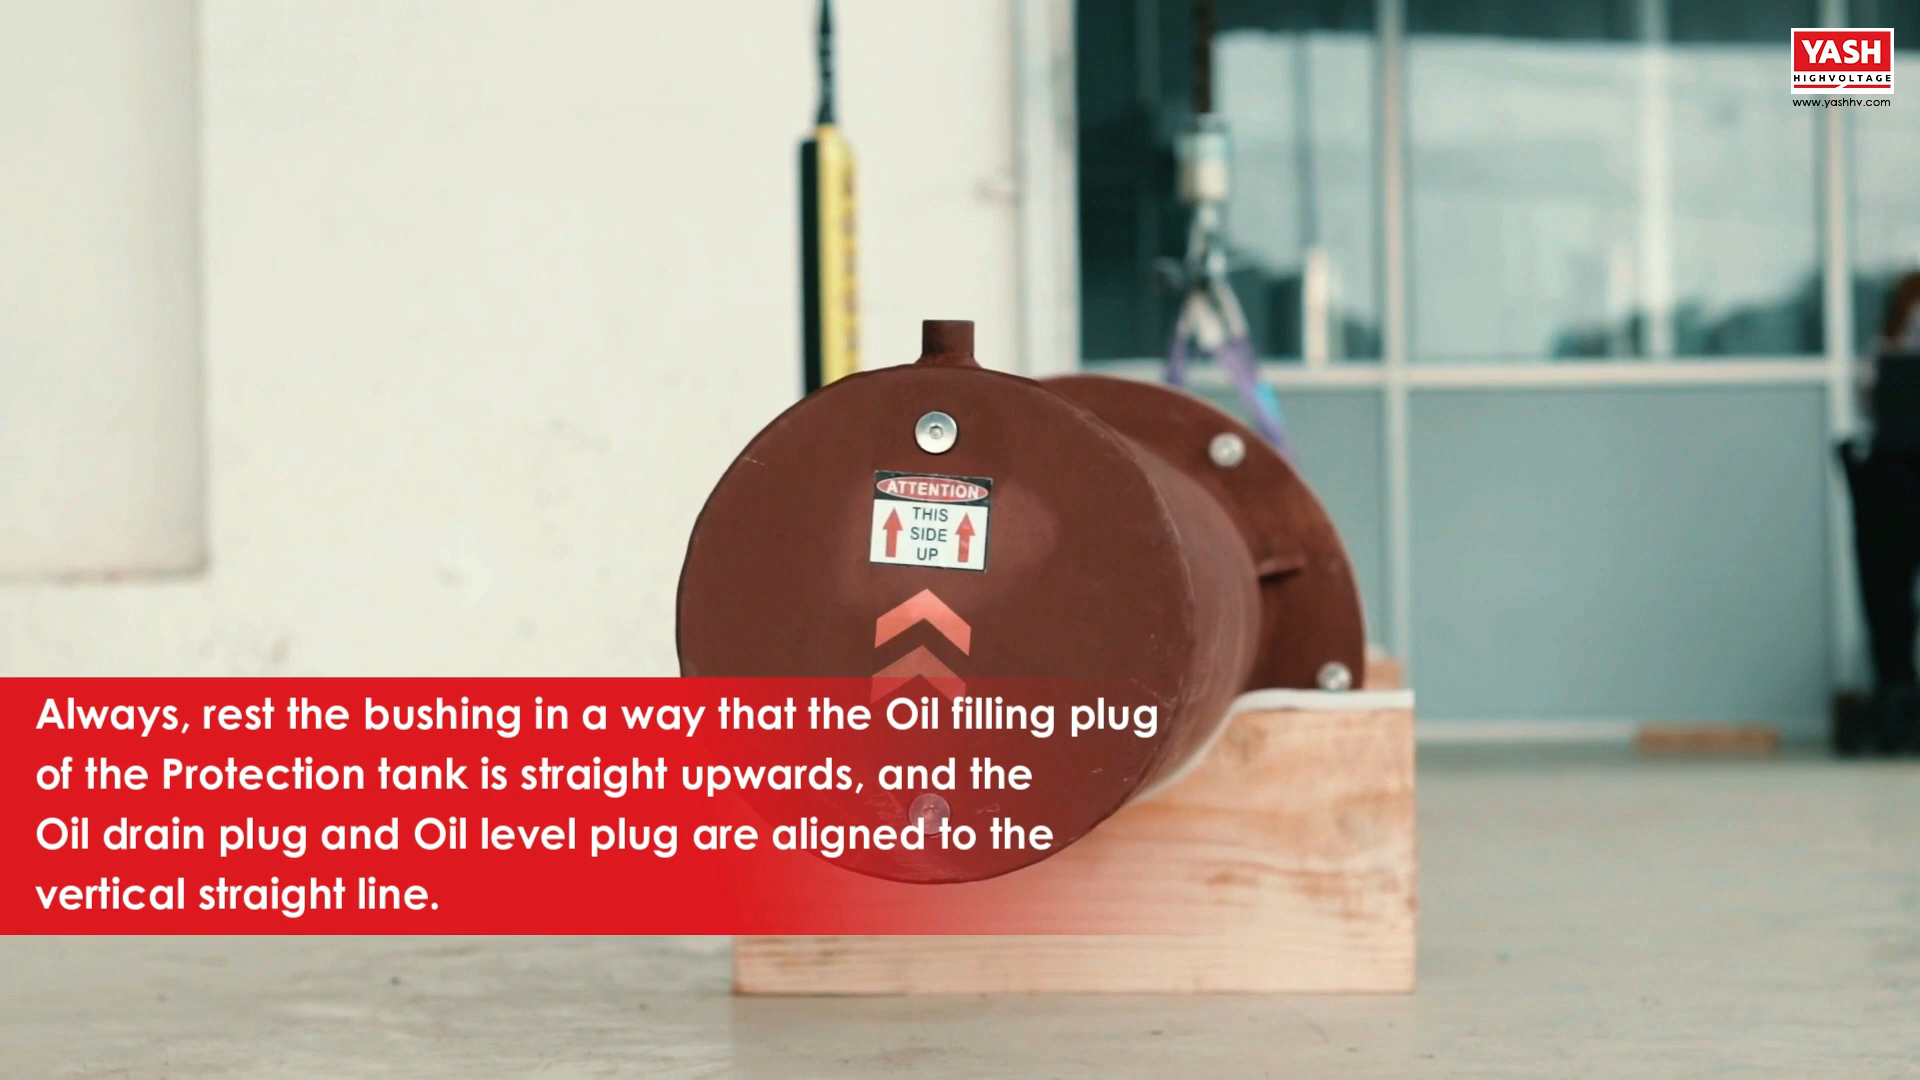 YASH
HIGHVOLTAGE
www.yashhv.com
ATTENTION
THIS
SIDE
UP
Always, rest the bushing in a way that the Oil filling plug
of the Protection tank is straight upwards, and the
Oil drain plug and Oil level plug are aligned to the
vertical straight line.